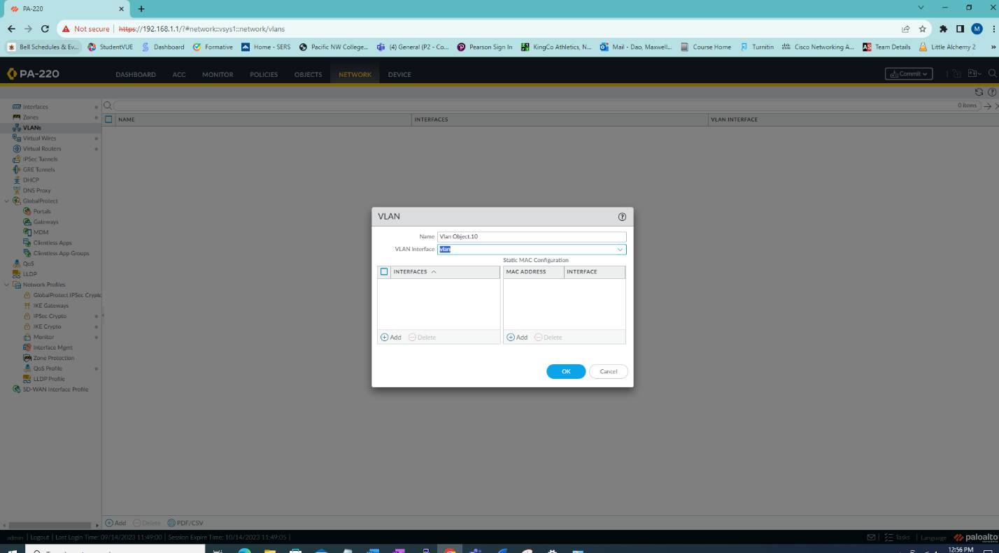 PA-220
Not secure https://192.168.1.1/?#network::vsys1::network/vlans
Bell Schedules & Ev... StudentVUE Dashboard Formative Home - SERS Pacific NW College... (4) General (P2 - Co... Pearson Sign In KingCo Athletics, N... Mail - Dao, Maxwell... Course Home Turnitin Cisco Networking A... Team Details Little Alchemy 2 »
PA-220 DASHBOARD ACC MONITOR POLICIES OBJECTS NETWORK DEVICE Commit
0 items
NAME INTERFACES VLAN INTERFACE
Interfaces
Zones
VLANs
Virtual Wires
Virtual Routers
IPSec Tunnels
GRE Tunnels
DHCP
DNS Proxy
GlobalProtect
Portals
Gateways
MDM
Clientless Apps
Clientless App Groups
QoS
LLDP
Network Profiles
GlobalProtect IPSec Crypto
IKE Gateways
IPSec Crypto
IKE Crypto
Monitor
Interface Mgmt
Zone Protection
QoS Profile
LLDP Profile
SD-WAN Interface Profile
VLAN
Name Vlan Object.10
VLAN Interface vlan
Static MAC Configuration
INTERFACES MAC ADDRESS INTERFACE
Add Delete Add Delete
OK Cancel
Add Delete PDF/CSV
admin | Logout | Last Login Time: 09/14/2023 11:49:00 | Session Expire Time: 10/14/2023 11:49:05 | Tasks | Language paloalto
12:56 PM